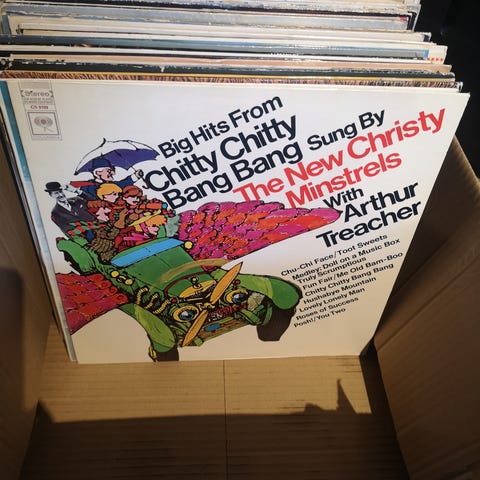 Stereo
Big Hits From
Chitty Chitty
Bang Bang Sung By
The New Christy
Minstrels
With
Arthur
Treacher
Chu-Chi Face/Toot Sweets
Medley: Doll on a Music Box
Truly Scrumptious
Fun Fair/Me Old Bam-Boo
Chitty Chitty Bang Bang
Hushabye Mountain
Lovely Lonely Man
Roses of Success
Posh!/You Two